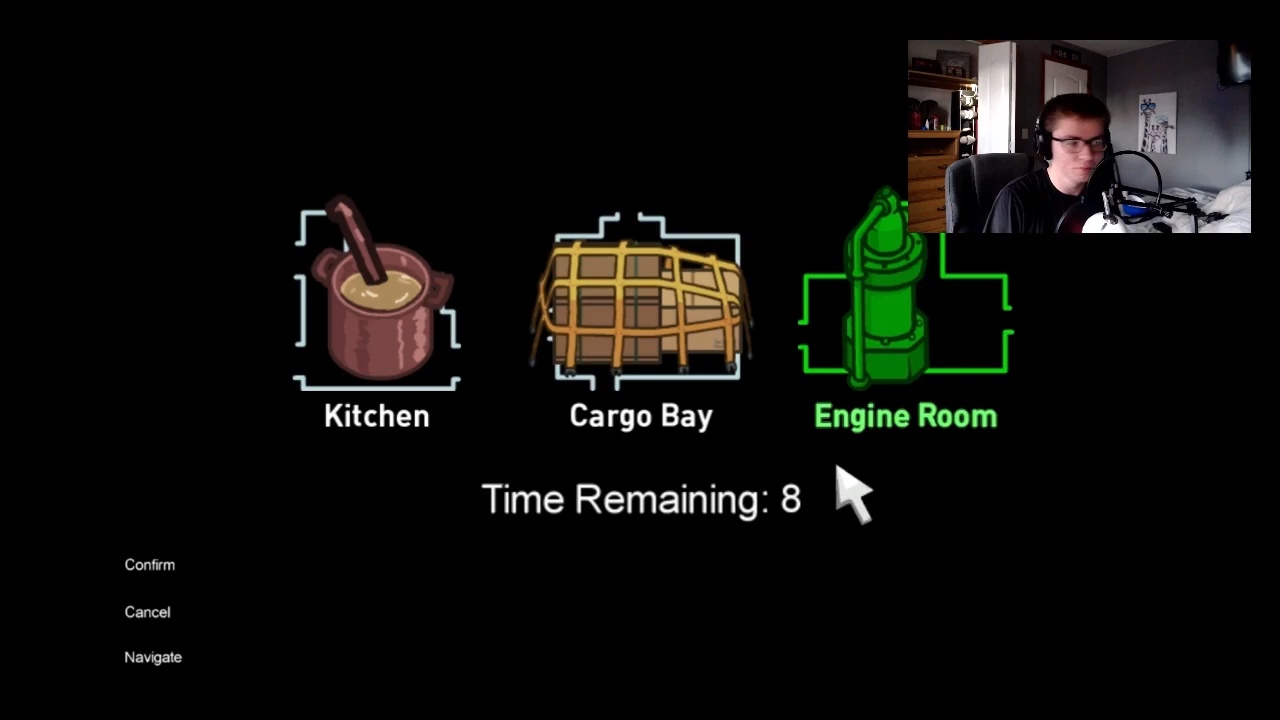 Kitchen
Cargo Bay
Engine Room
Time Remaining: 8
Confirm
Cancel
Navigate